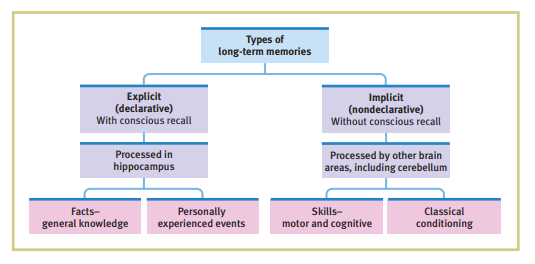 Types of
long-term memories
Explicit
(declarative)
With conscious recall
Implicit
(nondeclarative)
Without conscious recall
Processed in
hippocampus
Processed by other brain
areas, including cerebellum
Facts–
general knowledge
Personally
experienced events
Skills–
motor and cognitive
Classical
conditioning